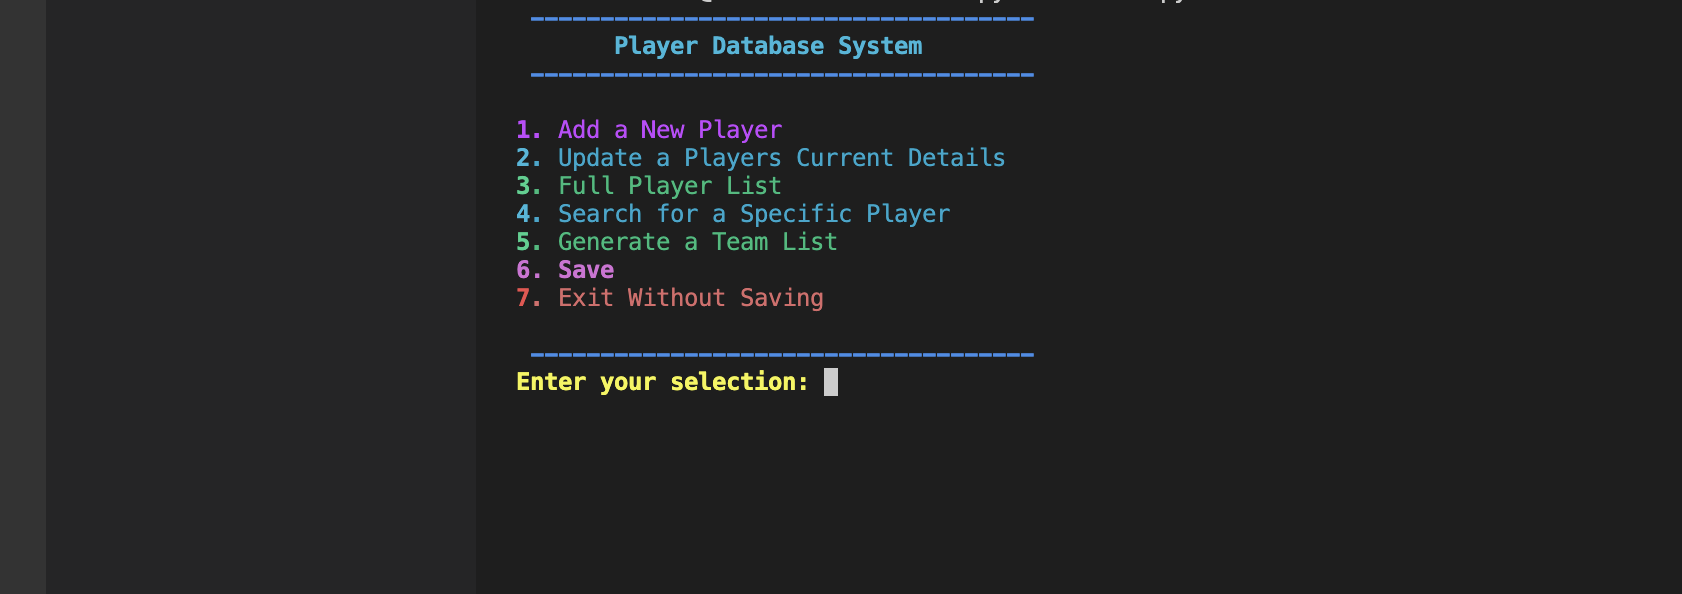 Player Database System
1. Add a New Player
2. Update a Players Current Details
3. Full Player List
4. Search for a Specific Player
5. Generate a Team List
6. Save
7. Exit Without Saving
Enter your selection: